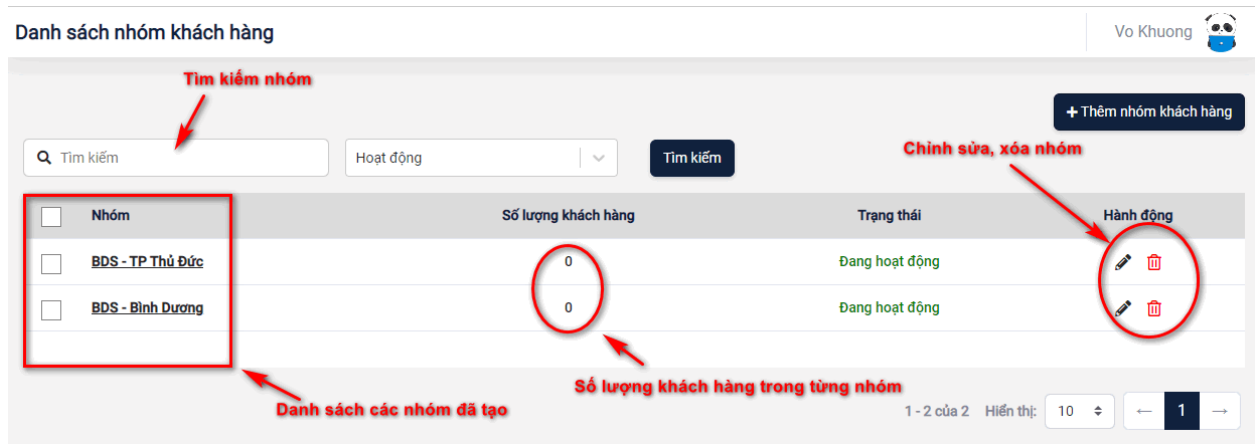 Danh sách nhóm khách hàng
Vo Khuong
Tìm kiếm nhóm
+ Thêm nhóm khách hàng
Tìm kiếm
Hoạt động
Tìm kiếm
Chỉnh sửa, xóa nhóm
Nhóm
Số lượng khách hàng
Trạng thái
Hành động
BDS - TP Thủ Đức
0
Đang hoạt động
BDS - Bình Dương
0
Đang hoạt động
Số lượng khách hàng trong từng nhóm
Danh sách các nhóm đã tạo
1 - 2 của 2
Hiển thị:
10
← 1 →